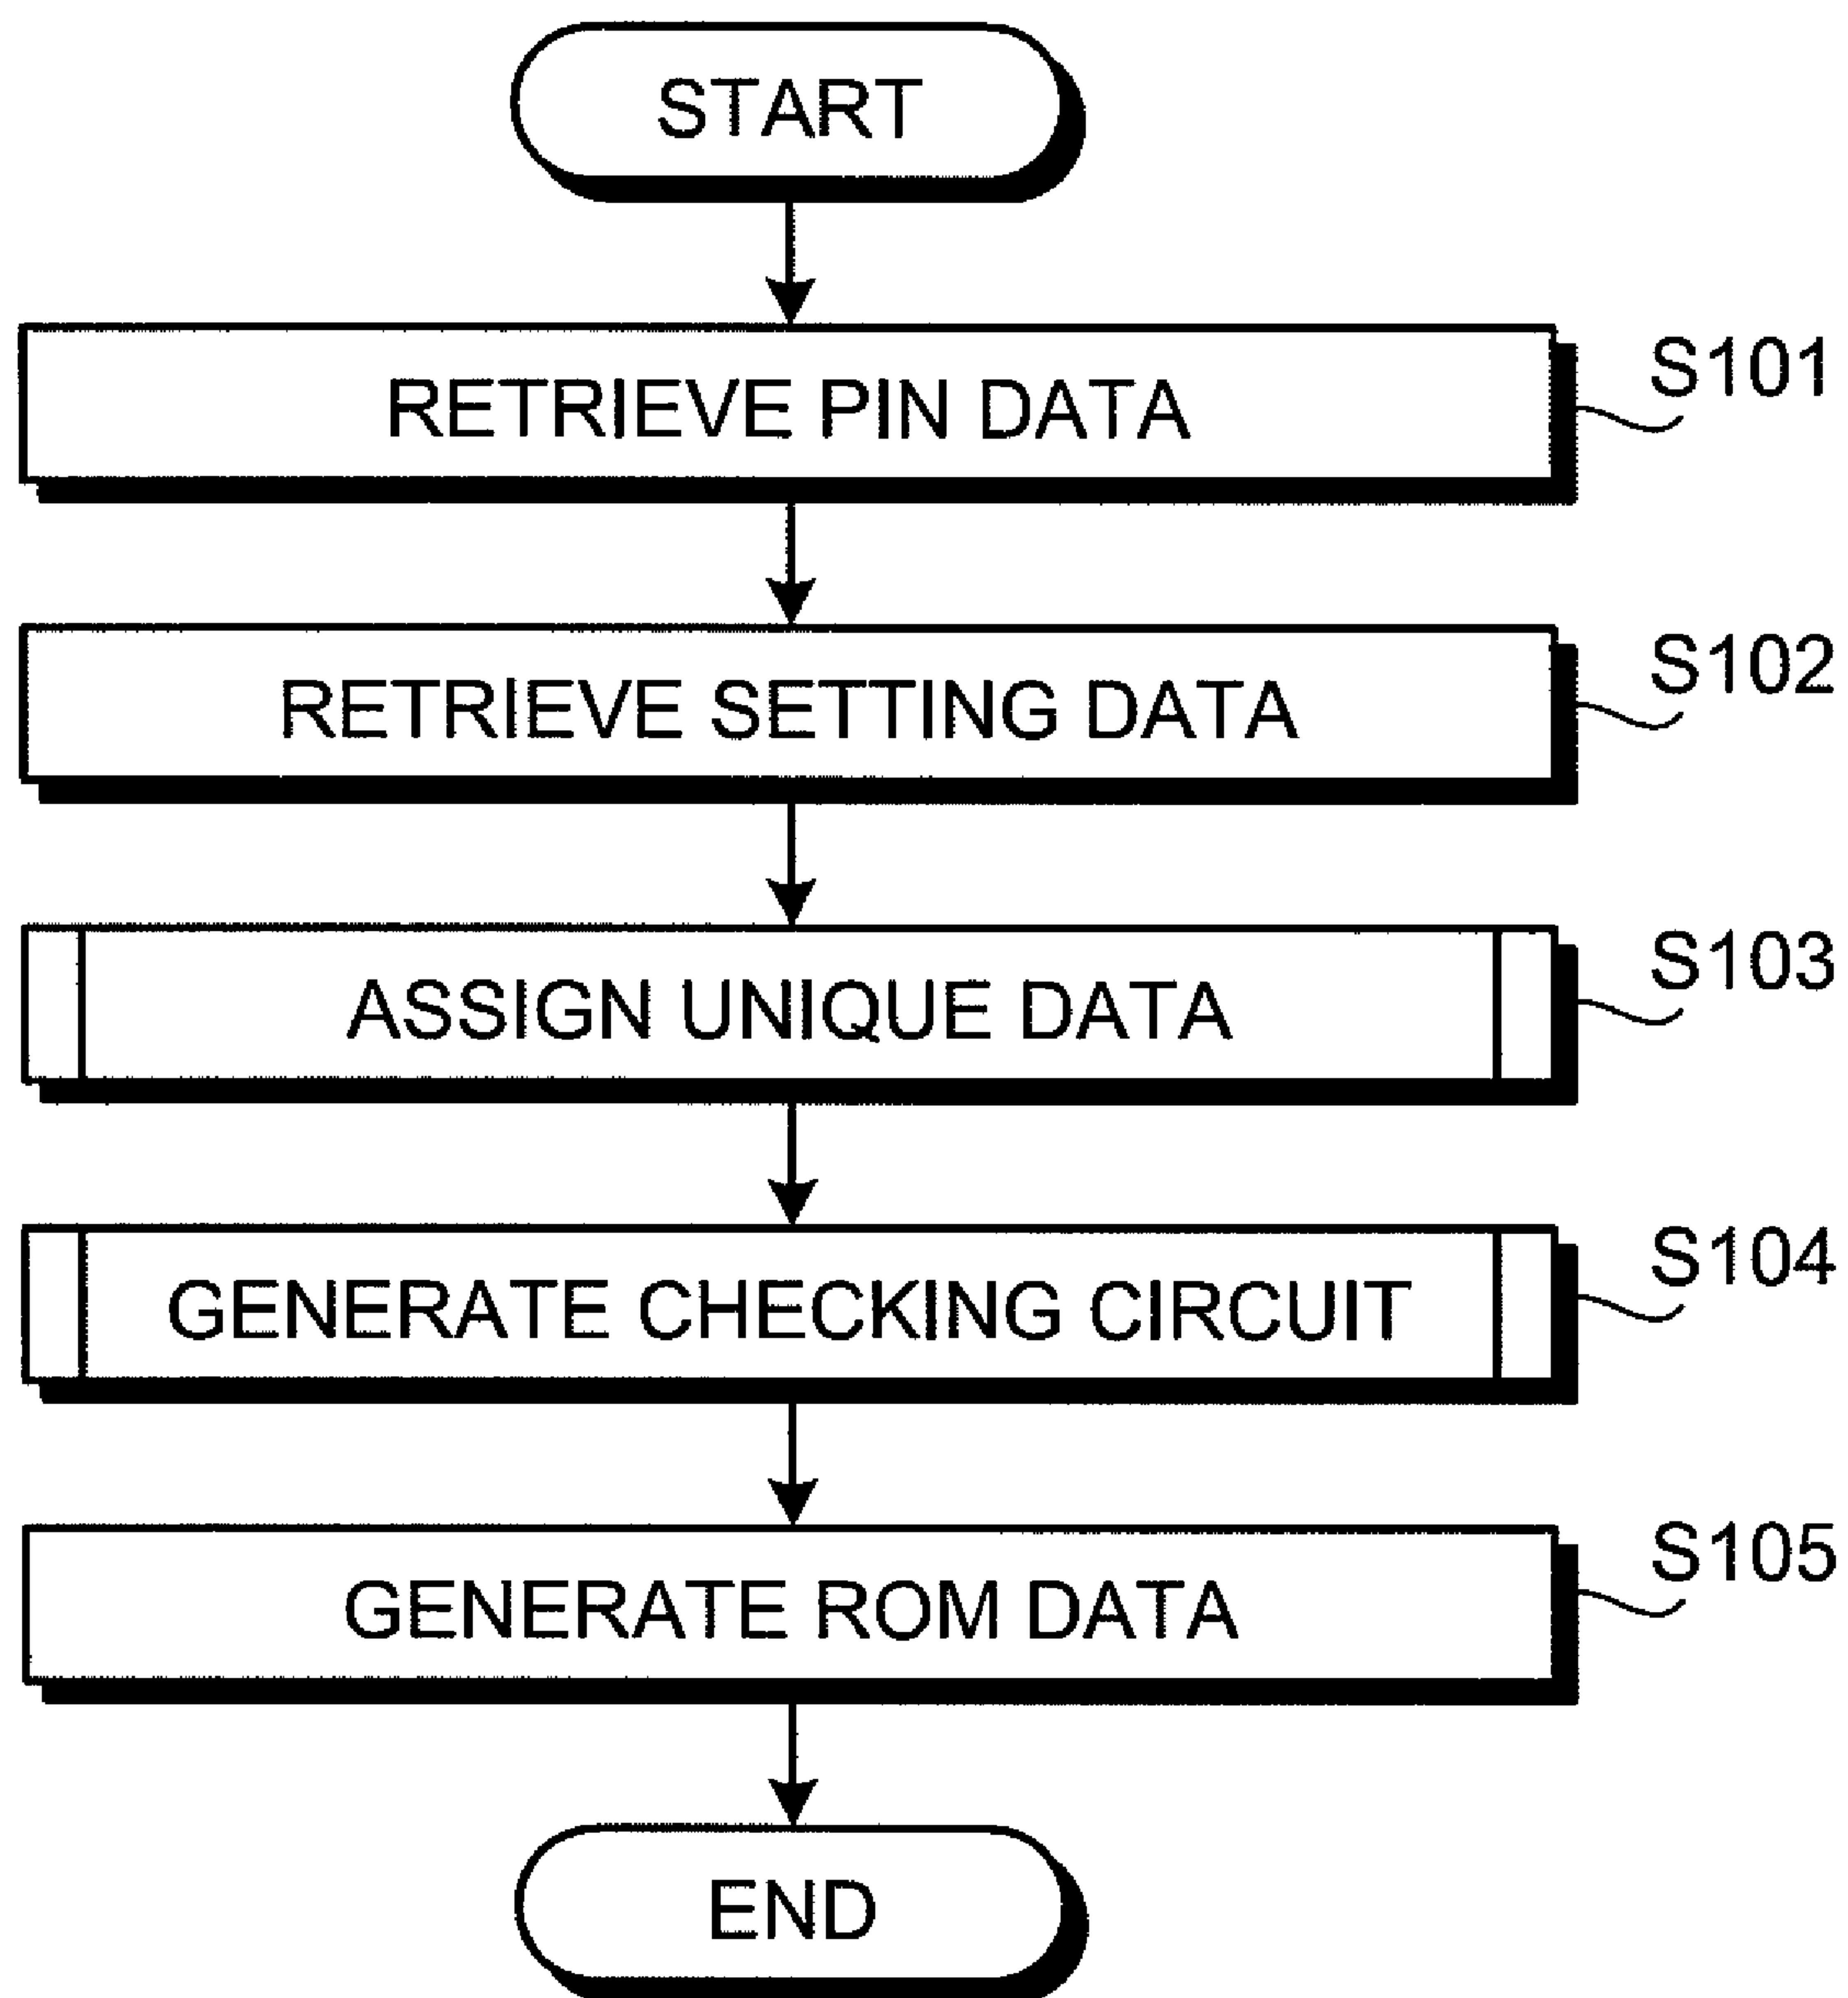 START
RETRIEVE PIN DATA
S101
RETRIEVE SETTING DATA
S102
ASSIGN UNIQUE DATA
S103
GENERATE CHECKING CIRCUIT
S104
GENERATE ROM DATA
S105
END